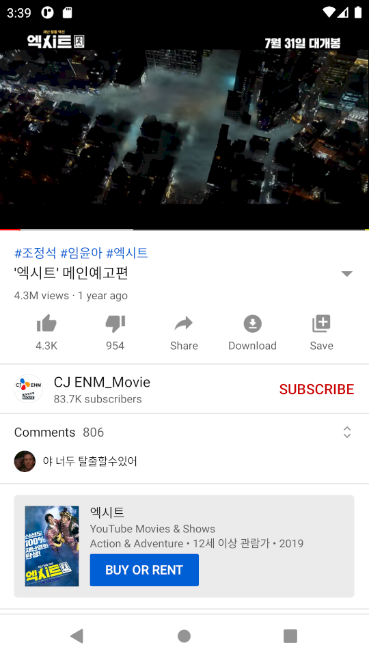 3:39
엑시트
7월 31일 대개봉
#조정석 #임윤아 #엑시트
'엑시트' 메인예고편
4.3M views · 1 year ago
4.3K
954
Share
Download
Save
CJ ENM_Movie
83.7K subscribers
SUBSCRIBE
CJ ENM
Comments 806
야 너두 탈출할수있어
엑시트
YouTube Movies & Shows
Action & Adventure • 12세 이상 관람가 • 2019
BUY OR RENT
엑시트